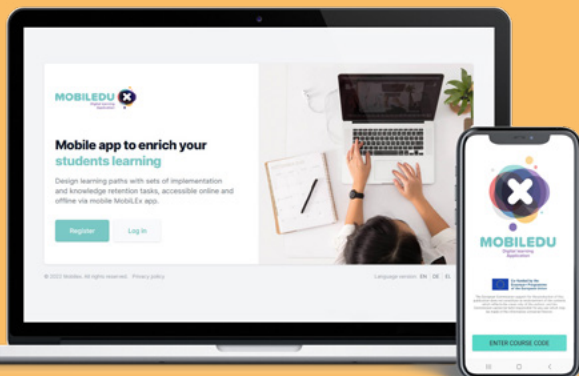 MOBILEDU
Digital learning
Application
Mobile app to enrich your
students learning
Design learning paths with sets of implementation
and knowledge retention tasks, accessible online and
offline via mobile MobiLEx app.
Register
Log in
© 2022 Mobilex. All rights reserved. Privacy policy
Language version: EN DE EL
MOBILEDU
Digital learning
Application
Co-funded by the
Erasmus+ Programme
of the European Union
ENTER COURSE CODE